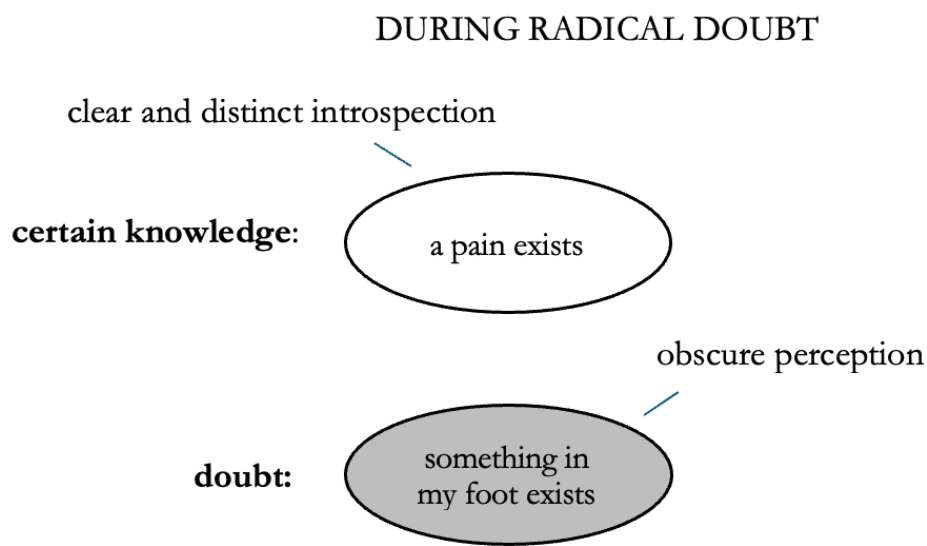 DURING RADICAL DOUBT
clear and distinct introspection
certain knowledge:
a pain exists
obscure perception
doubt:
something in
my foot exists